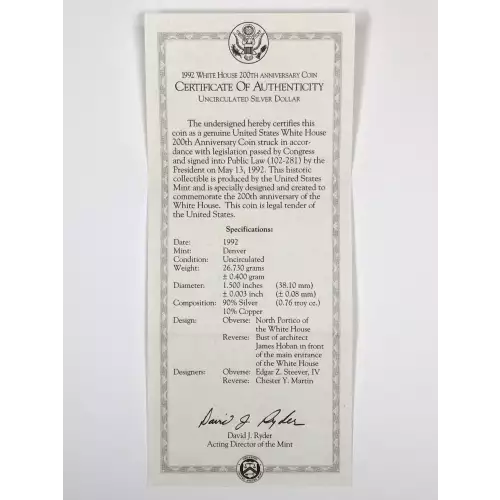 1992 WHITE HOUSE 200TH ANNIVERSARY COIN
CERTIFICATE OF AUTHENTICITY
UNCIRCULATED SILVER DOLLAR
The undersigned hereby certifies this
coin as a genuine United States White House
200th Anniversary Coin struck in accor-
dance with legislation passed by Congress
and signed into Public Law (102-281) by the
President on May 13, 1992. This historic
collectible is produced by the United States
Mint and is specially designed and created to
commemorate the 200th anniversary of the
White House. This coin is legal tender of
the United States.
Specifications:
Date: 1992
Mint: Denver
Condition: Uncirculated
Weight: 26.730 grams
± 0.400 gram
Diameter: 1.500 inches (38.10 mm)
± 0.003 inch (± 0.08 mm)
Composition: 90% Silver (0.76 troy oz.)
10% Copper
Design: Obverse: North Portico of
the White House
Reverse: Bust of architect
James Hoban in front
of the main entrance
of the White House
Designers: Obverse: Edgar Z. Steever, IV
Reverse: Chester Y. Martin
David J. Ryder
David J. Ryder
Acting Director of the Mint